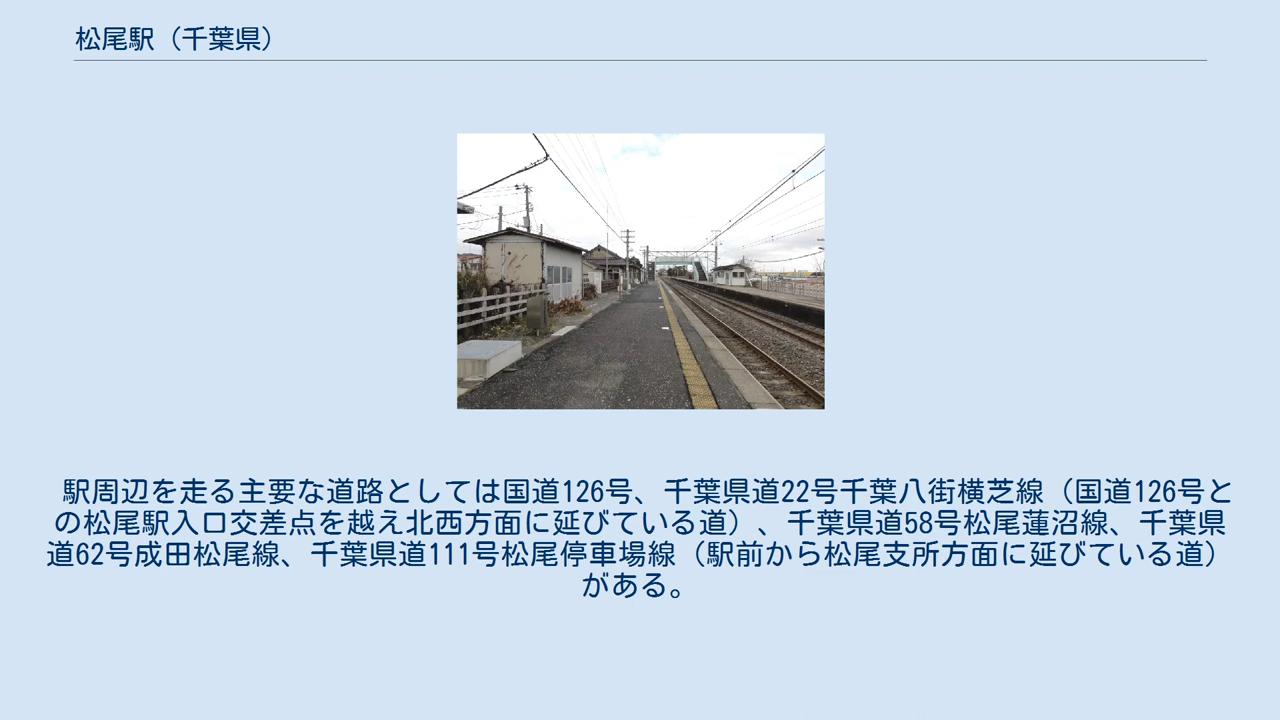 松尾駅（千葉県）
駅周辺を走る主要な道路としては国道126号、千葉県道22号千葉八街横芝線（国道126号と
の松尾駅入口交差点を越え北西方面に延びている道）、千葉県道58号松尾蓮沼線、千葉県
道62号成田松尾線、千葉県道111号松尾停車場線（駅前から松尾支所方面に延びている道）
がある。